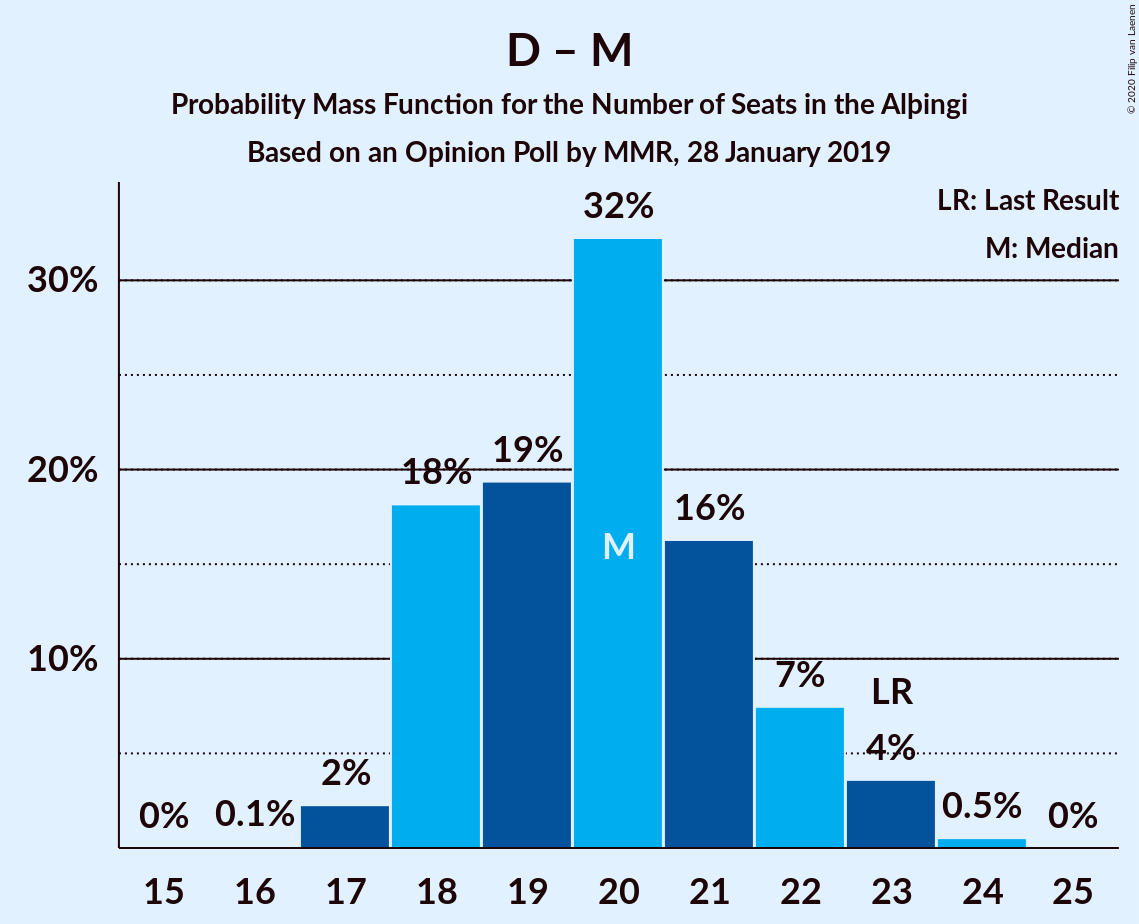 D – M
Probability Mass Function for the Number of Seats in the Alþingi
Based on an Opinion Poll by MMR, 28 January 2019
© 2020 Filip van Laenen
LR: Last Result
M: Median
30%
20%
10%
0%
0.1%
2%
18%
19%
32%
M
16%
7%
LR
4%
0.5%
0%
15 16 17 18 19 20 21 22 23 24 25